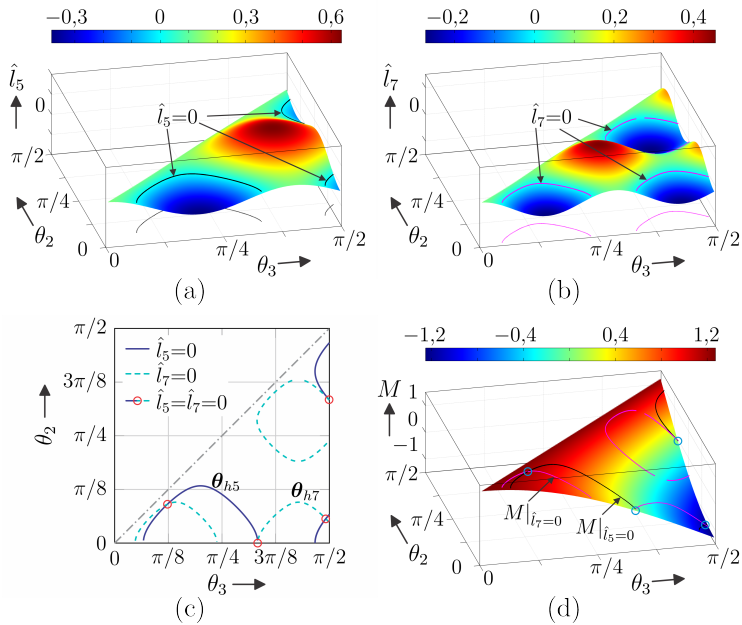 −0,3 0 0,3 0,6
l̂5
0
π/2
π/4
0
θ2
l̂5=0
0 π/4 π/2
θ3
(a)
−0,2 0 0,2 0,4
l̂7
0
π/2
π/4
0
θ2
l̂7=0
0 π/4 π/2
θ3
(b)
π/2
3π/8
π/4
π/8
0
θ2
l̂5=0
l̂7=0
l̂5=l̂7=0
θh5
θh7
0 π/8 π/4 3π/8 π/2
θ3
(c)
−1,2 −0,4 0,4 1,2
M
1
0
−1
π/2
π/4
0
θ2
M|l̂7=0
M|l̂5=0
0 π/4 π/2
θ3
(d)